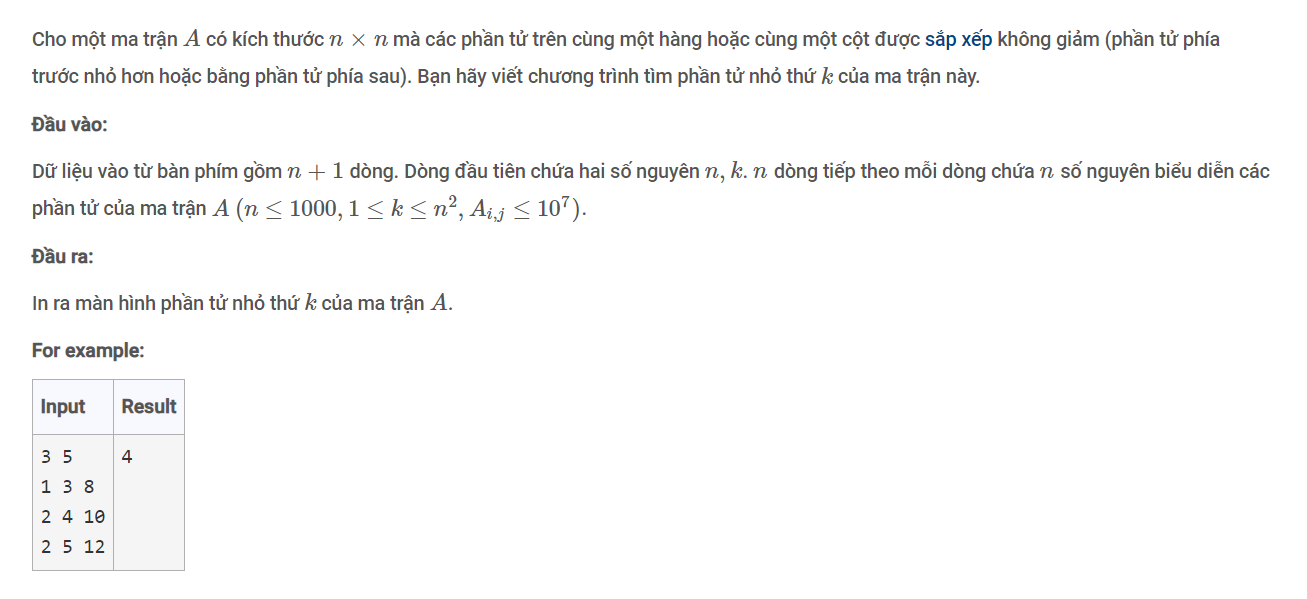 Cho một ma trận A có kích thước n × n mà các phần tử trên cùng một hàng hoặc cùng một cột được sắp xếp không giảm (phần tử phía
trước nhỏ hơn hoặc bằng phần tử phía sau). Bạn hãy viết chương trình tìm phần tử nhỏ thứ k của ma trận này.
Đầu vào:
Dữ liệu vào từ bàn phím gồm n + 1 dòng. Dòng đầu tiên chứa hai số nguyên n, k. n dòng tiếp theo mỗi dòng chứa n số nguyên biểu diễn các
phần tử của ma trận A (n ≤ 1000, 1 ≤ k ≤ n², A_{i,j} ≤ 10⁷).
Đầu ra:
In ra màn hình phần tử nhỏ thứ k của ma trận A.
For example:
Input Result
3 5 4
1 3 8
2 4 10
2 5 12